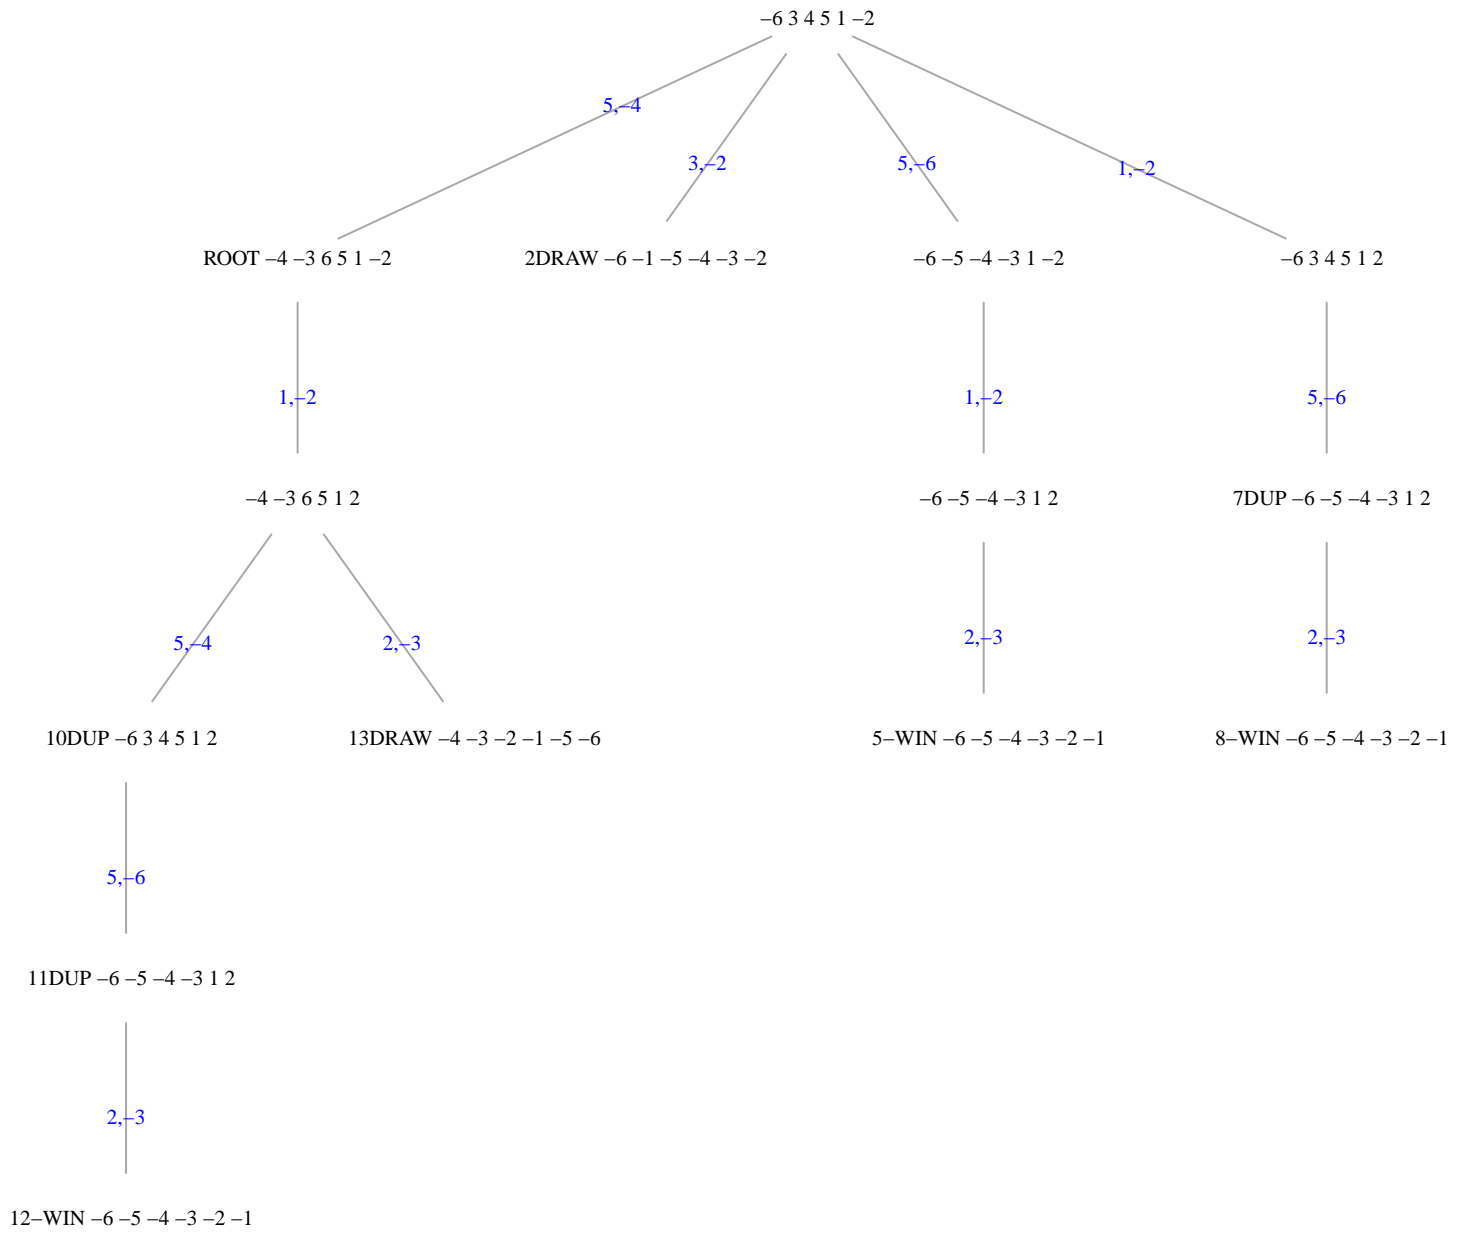 −6 3 4 5 1 −2
5,−4
3,−2
5,−6
1,−2
ROOT −4 −3 6 5 1 −2
2DRAW −6 −1 −5 −4 −3 −2
−6 −5 −4 −3 1 −2
−6 3 4 5 1 2
1,−2
1,−2
5,−6
−4 −3 6 5 1 2
−6 −5 −4 −3 1 2
7DUP −6 −5 −4 −3 1 2
5,−4
2,−3
2,−3
2,−3
10DUP −6 3 4 5 1 2
13DRAW −4 −3 −2 −1 −5 −6
5−WIN −6 −5 −4 −3 −2 −1
8−WIN −6 −5 −4 −3 −2 −1
5,−6
11DUP −6 −5 −4 −3 1 2
2,−3
12−WIN −6 −5 −4 −3 −2 −1